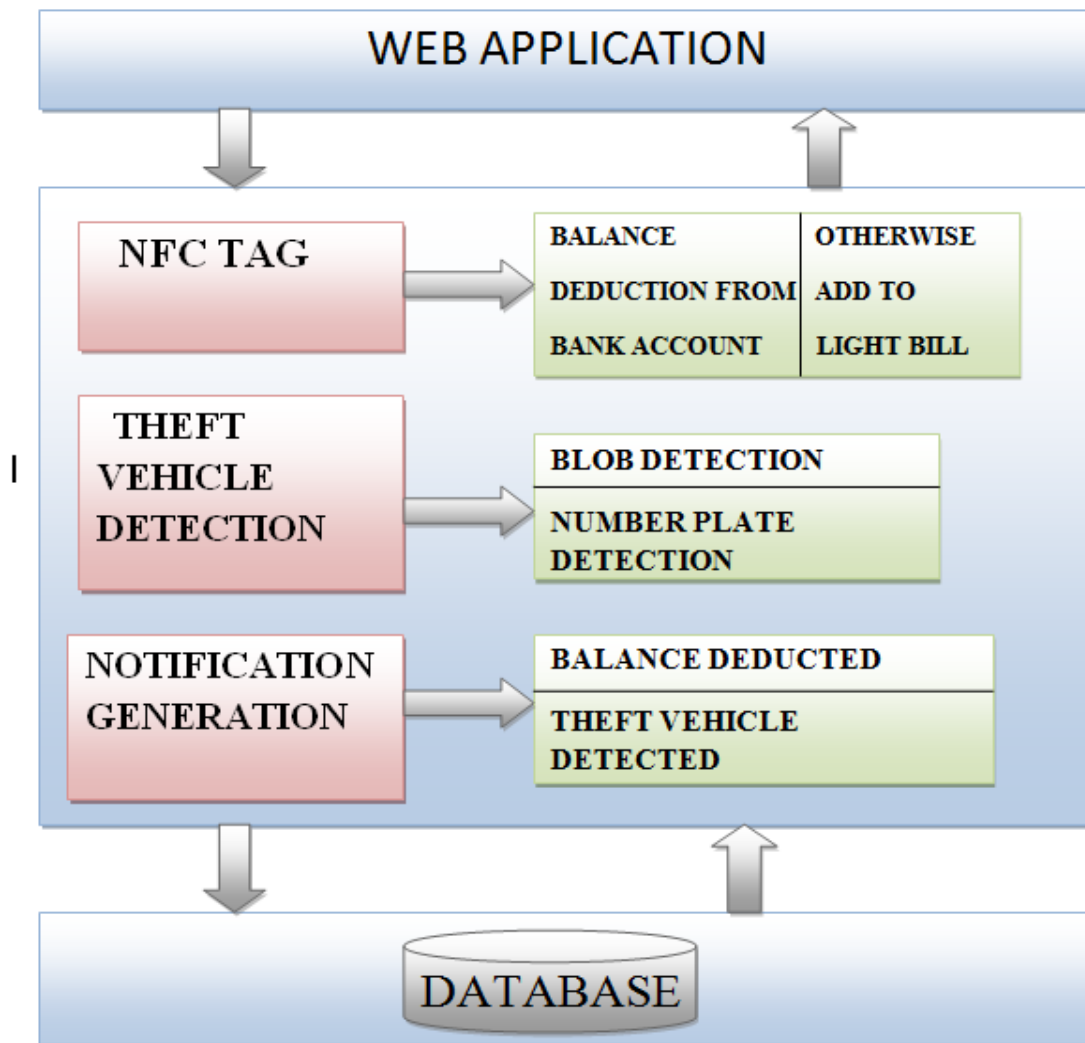 WEB APPLICATION
NFC TAG
BALANCE
DEDUCTION FROM
BANK ACCOUNT
OTHERWISE
ADD TO
LIGHT BILL
THEFT
VEHICLE
DETECTION
BLOB DETECTION
NUMBER PLATE
DETECTION
I
NOTIFICATION
GENERATION
BALANCE DEDUCTED
THEFT VEHICLE
DETECTED
DATABASE